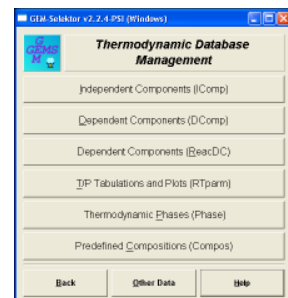 GEM-Selektor v2.2.4-PSI (Windows)
G
GEMS
M
Thermodynamic Database
Management
Independent Components (IComp)
Dependent Components (DComp)
Dependent Components (ReacDC)
T/P Tabulations and Plots (RTparm)
Thermodynamic Phases (Phase)
Predefined Compositions (Compos)
Back
Other Data
Help